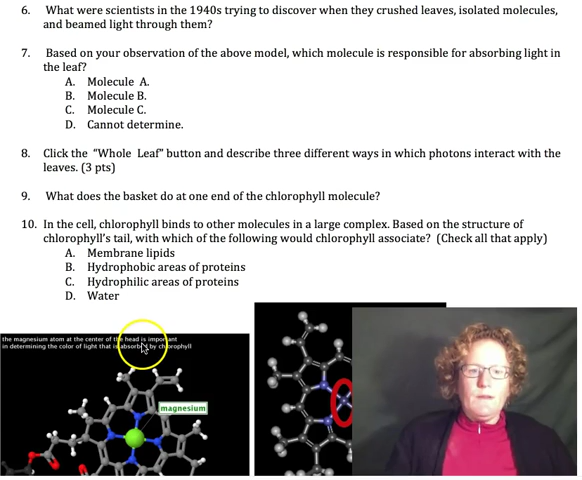 6. What were scientists in the 1940s trying to discover when they crushed leaves, isolated molecules,
and beamed light through them?
7. Based on your observation of the above model, which molecule is responsible for absorbing light in
the leaf?
A. Molecule A.
B. Molecule B.
C. Molecule C.
D. Cannot determine.
8. Click the "Whole Leaf" button and describe three different ways in which photons interact with the
leaves. (3 pts)
9. What does the basket do at one end of the chlorophyll molecule?
10. In the cell, chlorophyll binds to other molecules in a large complex. Based on the structure of
chlorophyll's tail, with which of the following would chlorophyll associate? (Check all that apply)
A. Membrane lipids
B. Hydrophobic areas of proteins
C. Hydrophilic areas of proteins
D. Water
the magnesium atom at the center of the head is important
in determining the color of light that is absorbed by chlorophyll
magnesium